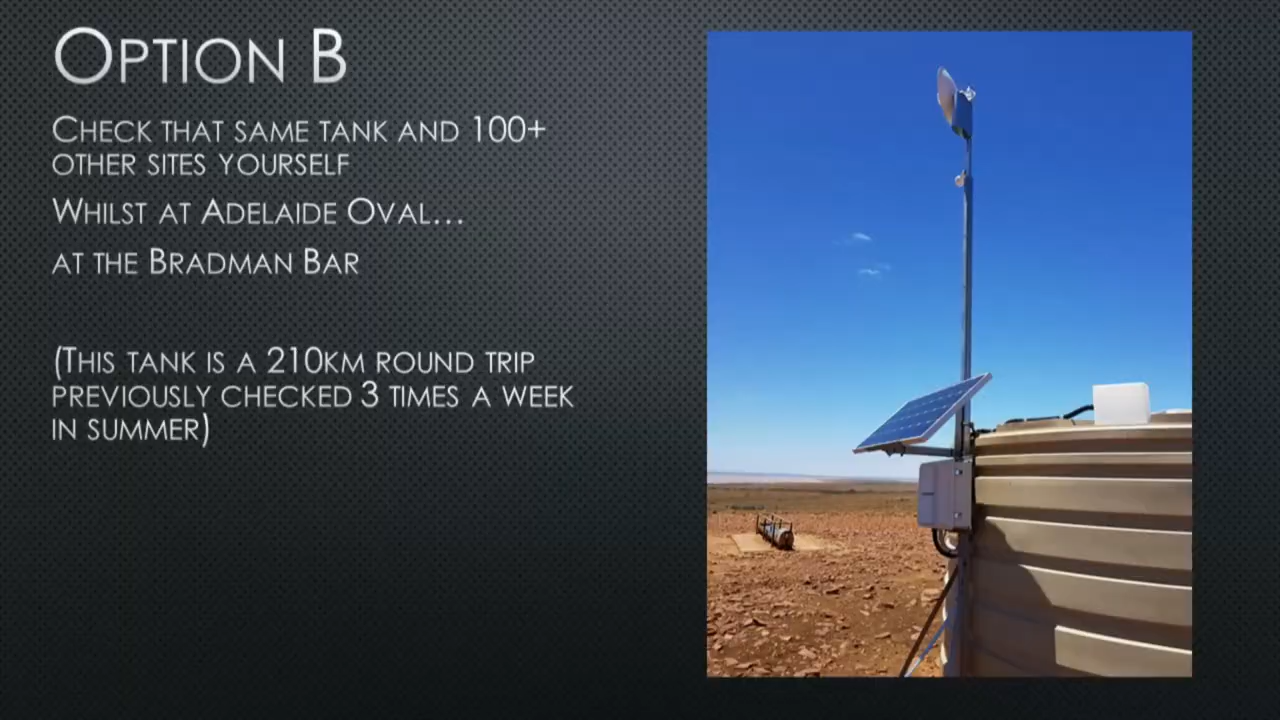 Option B
Check that same tank and 100+
other sites yourself
Whilst at Adelaide Oval…
at the Bradman Bar
(This tank is a 210km round trip
previously checked 3 times a week
in summer)